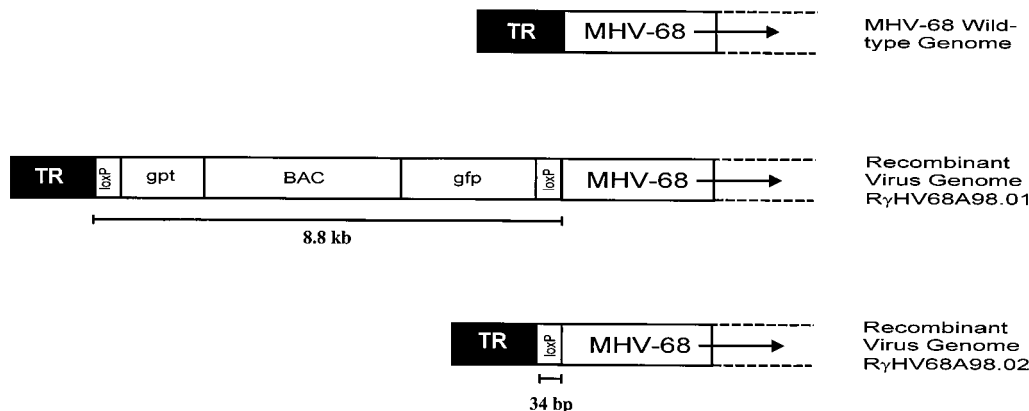 TR MHV-68
MHV-68 Wild-
type Genome
TR loxP gpt BAC gfp loxP MHV-68
Recombinant
Virus Genome
RγHV68A98.01
8.8 kb
TR loxP MHV-68
Recombinant
Virus Genome
RγHV68A98.02
34 bp